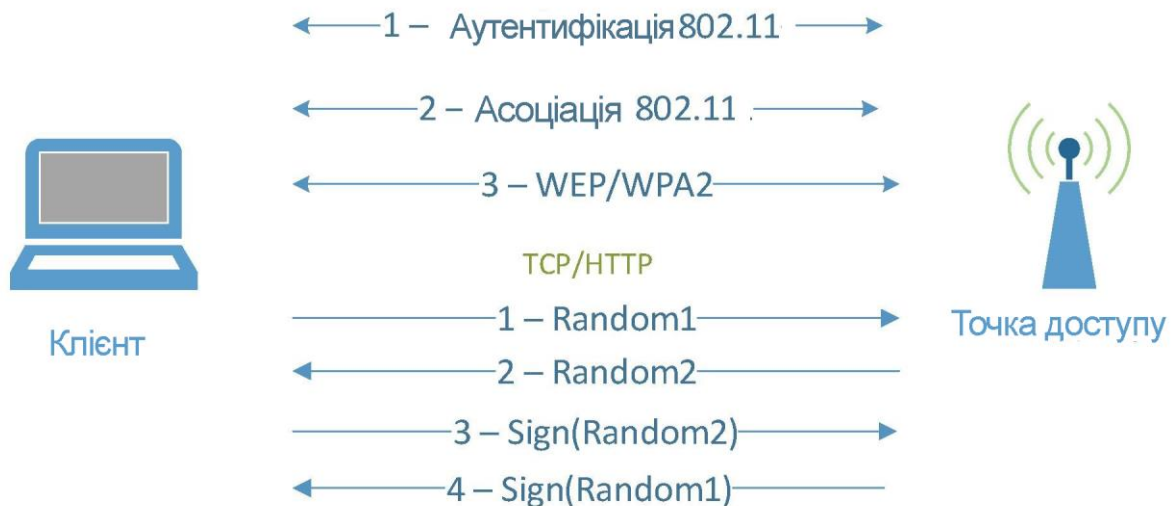 1 – Аутентифікація 802.11
2 – Асоціація 802.11
3 – WEP/WPA2
TCP/HTTP
1 – Random1
Клієнт
Точка доступу
2 – Random2
3 – Sign(Random2)
4 – Sign(Random1)